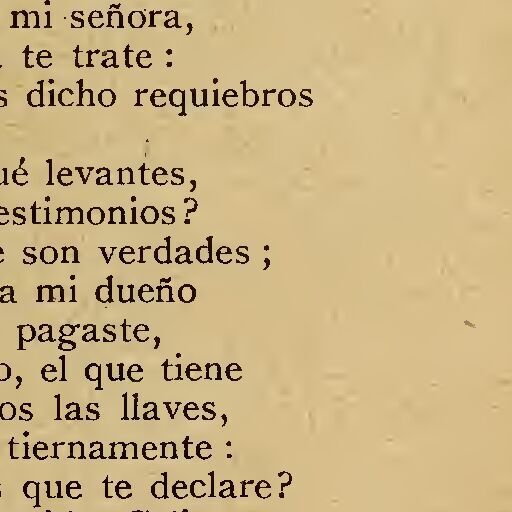 mi señora,
te trate :
dicho requiebros
levantes,
estimonios?
son verdades ;
a mi dueño
pagaste,
o, el que tiene
os las llaves,
tiernamente :
que te declare?